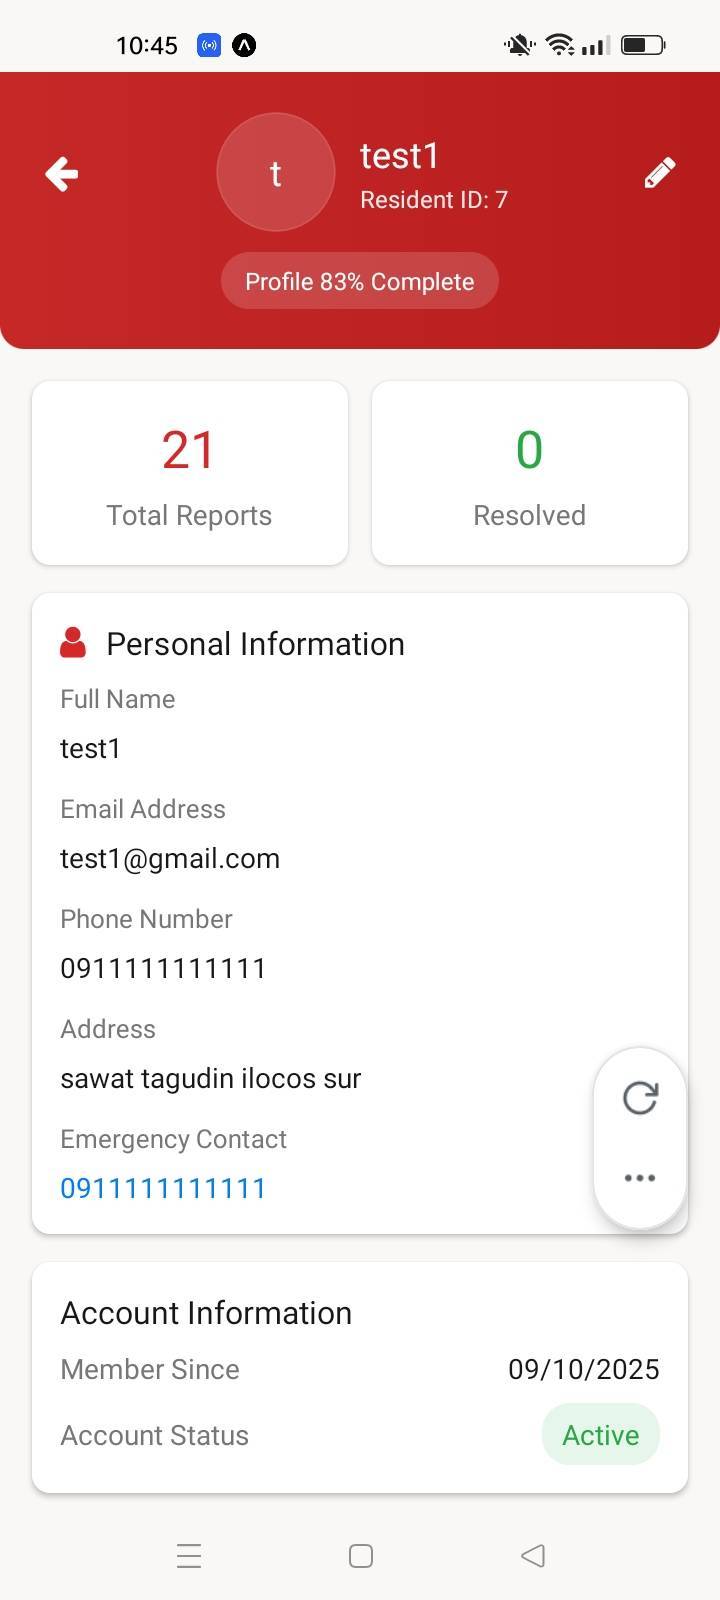 10:45
t
test1
Resident ID: 7
Profile 83% Complete
21
Total Reports
0
Resolved
Personal Information
Full Name
test1
Email Address
test1@gmail.com
Phone Number
0911111111111
Address
sawat tagudin ilocos sur
Emergency Contact
0911111111111
Account Information
Member Since 09/10/2025
Account Status Active